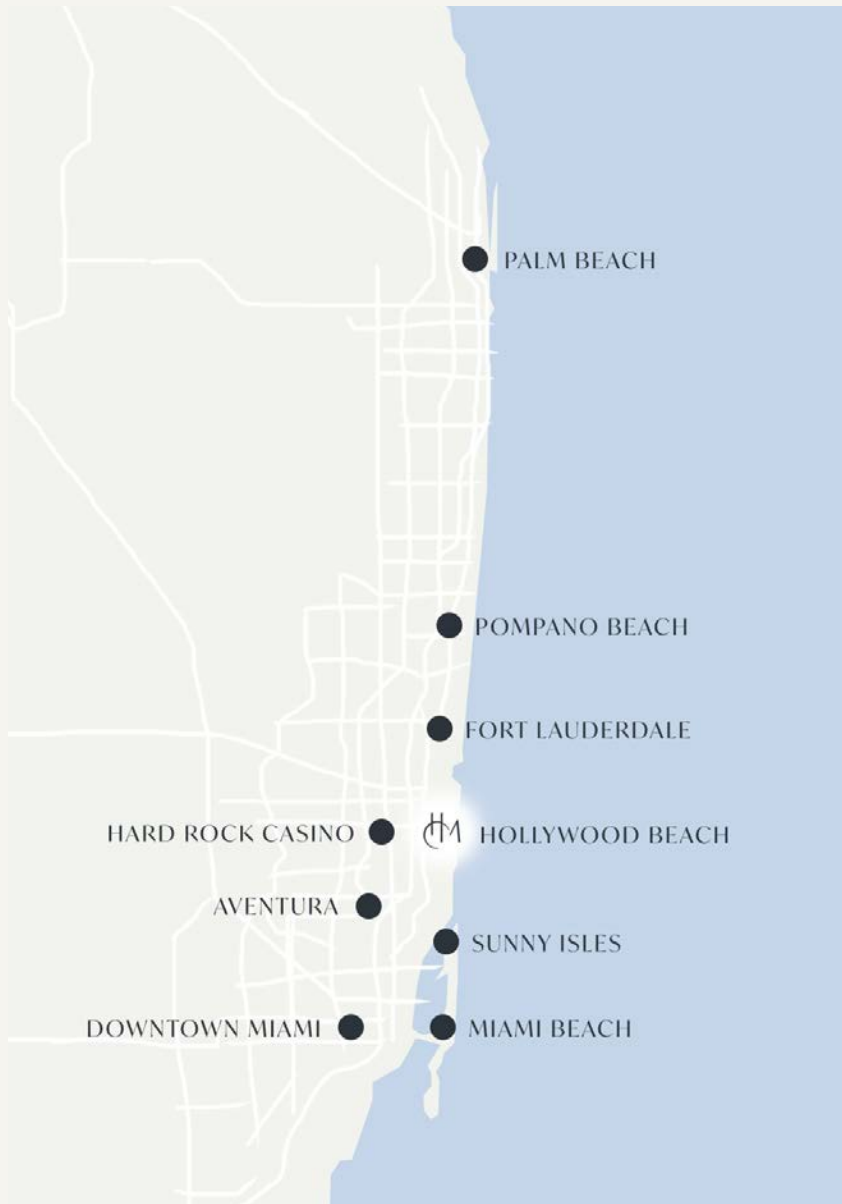 PALM BEACH
POMPANO BEACH
FORT LAUDERDALE
HARD ROCK CASINO
HM HOLLYWOOD BEACH
AVENTURA
SUNNY ISLES
DOWNTOWN MIAMI
MIAMI BEACH